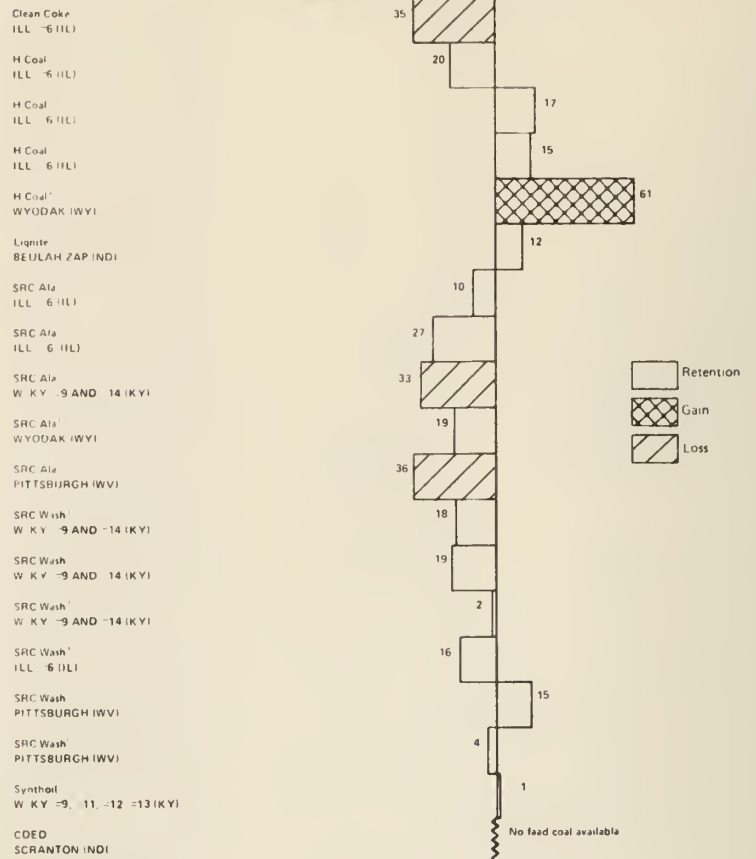 Clean Coke 35
ILL =6 (IL)
H Coal 20
ILL 6 (IL)
H Coal 17
ILL 6 (IL)
H Coal 15
ILL 6 (IL)
H Coal' 61
WYODAK (WY)
Lignite 12
BEULAH ZAP (ND)
SRC Ala 10
ILL 6 (IL)
SRC Ala 27
ILL 6 (IL)
SRC Ala 33
W KY =9 AND 14 (KY)
SRC Ala' 19
WYODAK (WY)
SRC Ala 36
PITTSBURGH (WV)
SRC Wash' 18
W KY =9 AND =14 (KY)
SRC Wash 19
W KY =9 AND 14 (KY)
SRC Wash' 2
W KY =9 AND =14 (KY)
SRC Wash' 16
ILL =6 (IL)
SRC Wash 15
PITTSBURGH (WV)
SRC Wash' 4
PITTSBURGH (WV)
Synthoil 1
W KY =9, 11, =12 =13 (KY)
COED No feed coal available
SCRANTON (ND)
Retention
Gain
Loss